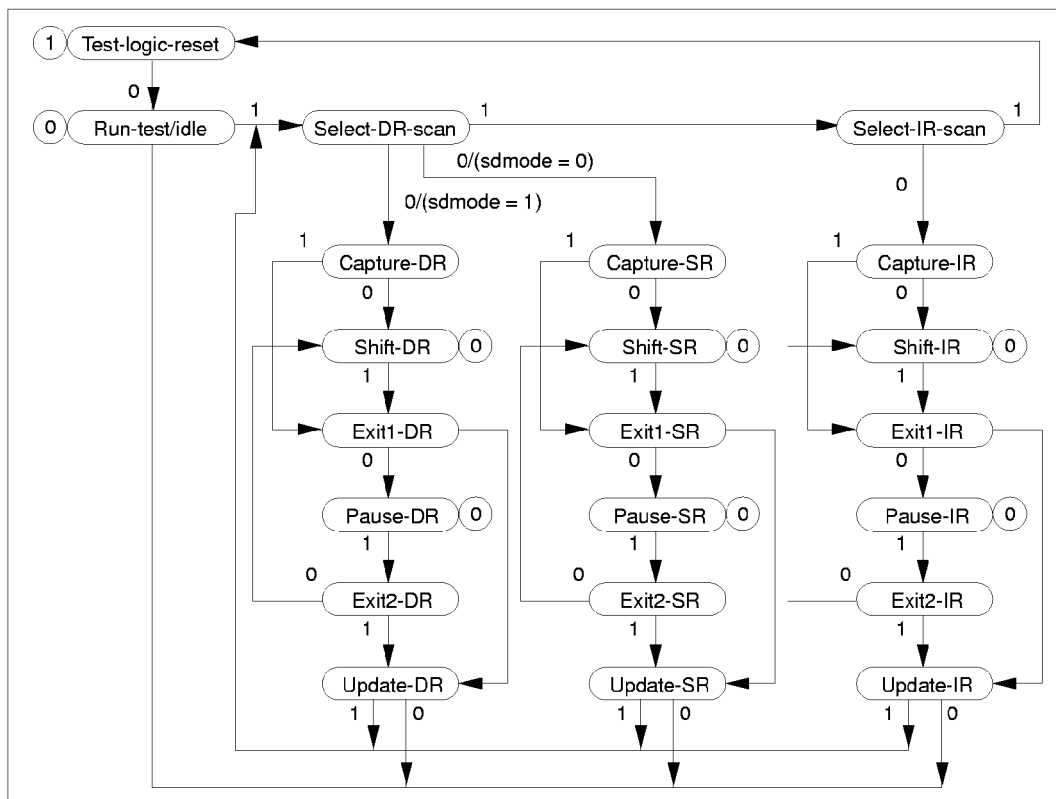 1 Test-logic-reset
0
0 Run-test/idle 1 Select-DR-scan 1 Select-IR-scan 1
0/(sdmode = 0)
0
0/(sdmode = 1)
1 1 1
Capture-DR Capture-SR Capture-IR
0 0 0
Shift-DR 0 Shift-SR 0 Shift-IR 0
1 1 1
Exit1-DR Exit1-SR Exit1-IR
0 0 0
Pause-DR 0 Pause-SR 0 Pause-IR 0
1 1 1
0 0 0
Exit2-DR Exit2-SR Exit2-IR
1 1 1
Update-DR Update-SR Update-IR
1 0 1 0 1 0